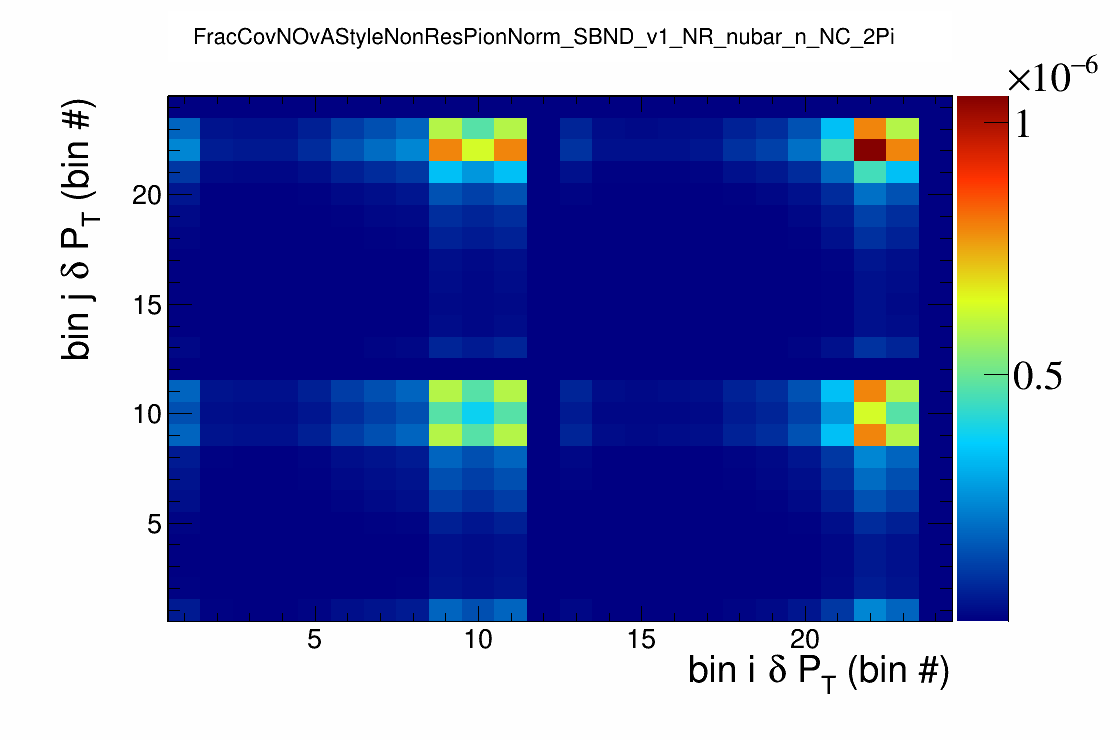 FracCovNOvAStyleNonResPionNorm_SBND_v1_NR_nubar_n_NC_2Pi
×10⁻⁶
1
0.5
bin j δ P_T (bin #)
20
15
10
5
5 10 15 20
bin i δ P_T (bin #)